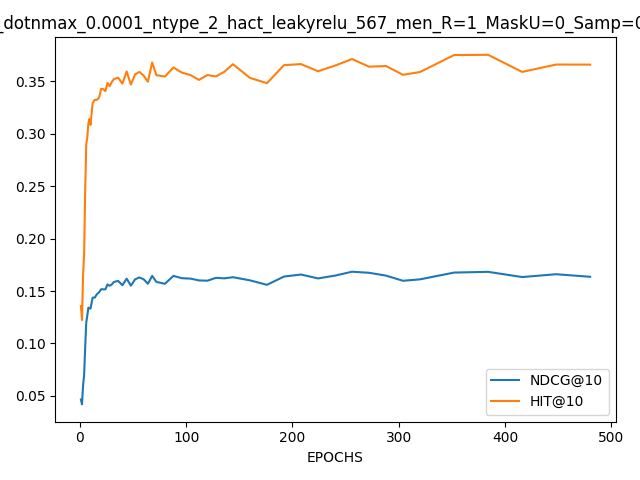 _dotnmax_0.0001_ntype_2_hact_leakyrelu_567_men_R=1_MaskU=0_Samp=0
0.35
0.30
0.25
0.20
0.15
0.10
0.05
NDCG@10
HIT@10
0 100 200 300 400 500
EPOCHS